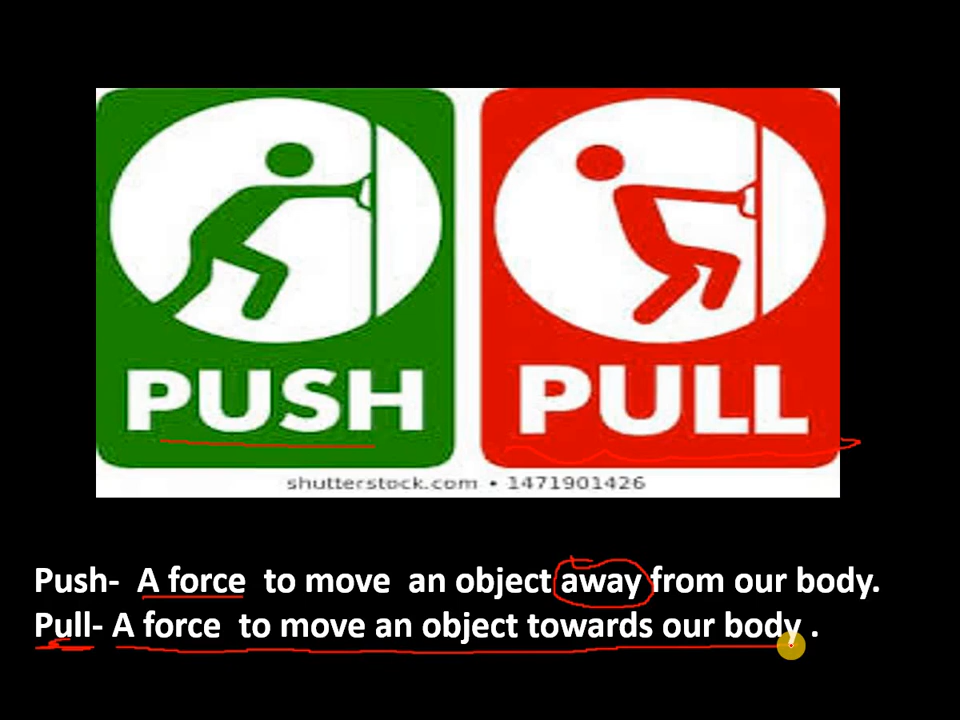 PUSH PULL
shutterstock.com • 1471901426
Push- A force to move an object away from our body.
Pull- A force to move an object towards our body .